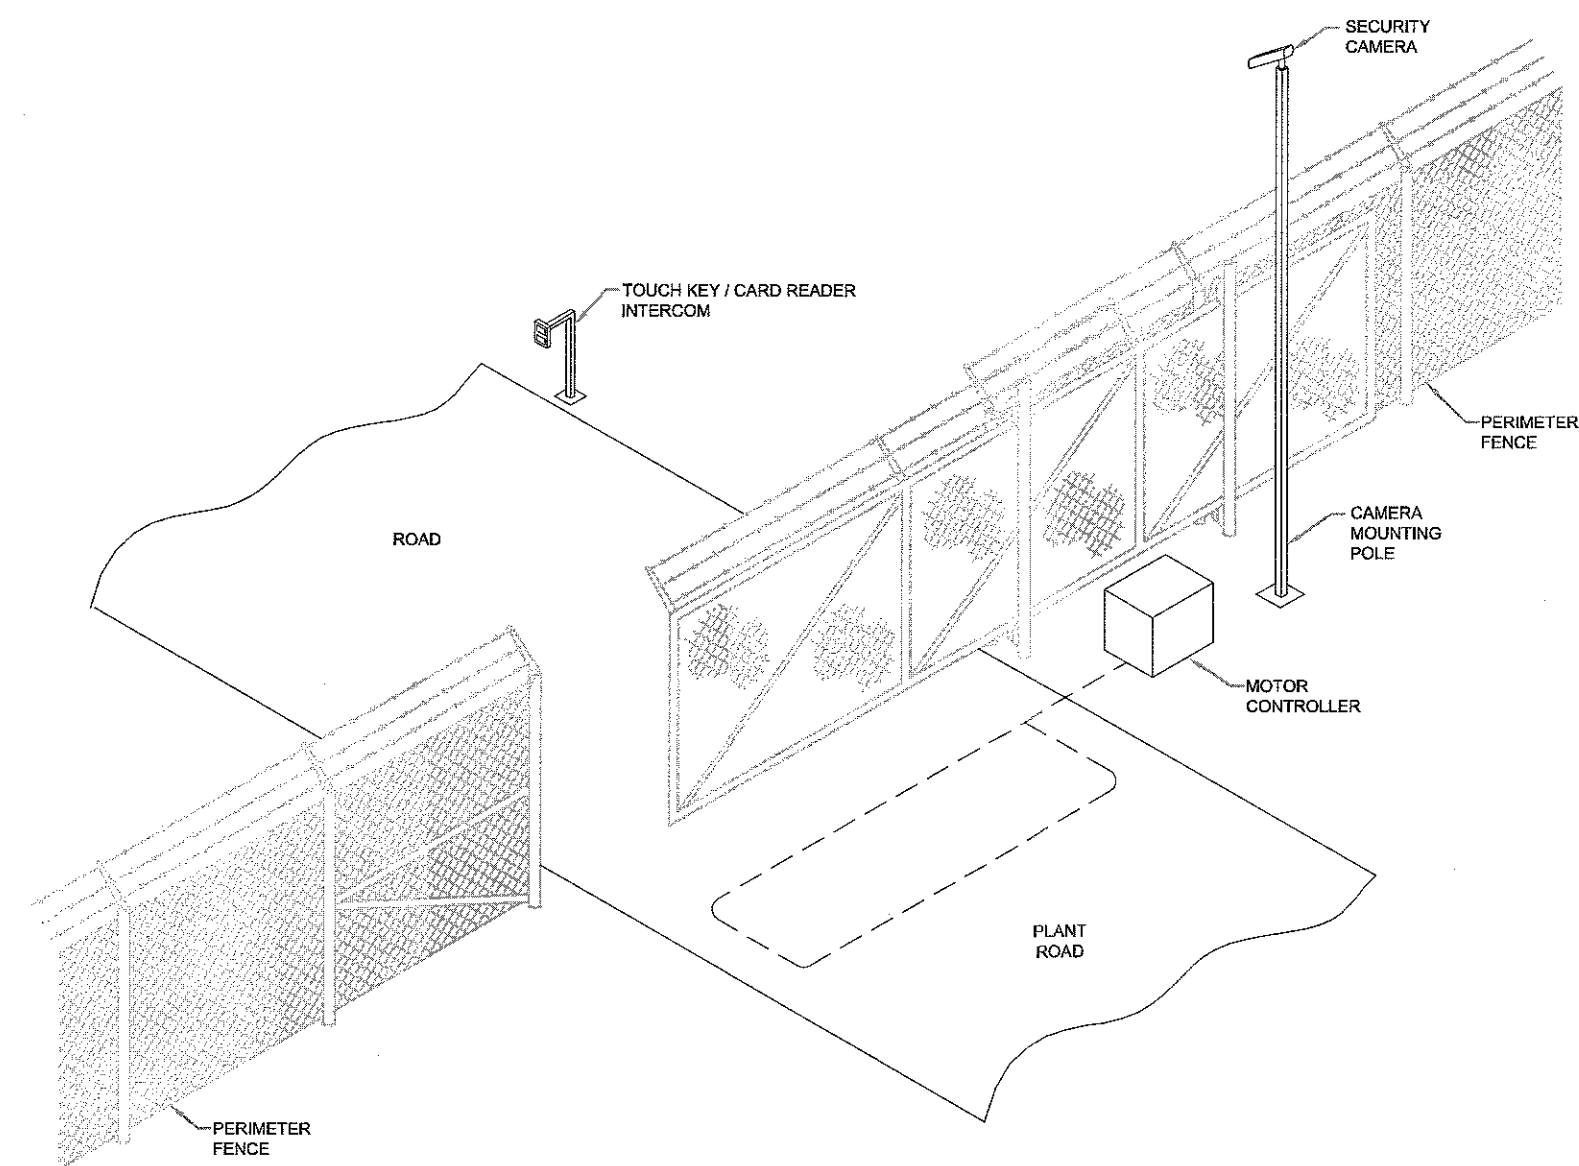 SECURITY
CAMERA
TOUCH KEY / CARD READER
INTERCOM
PERIMETER
FENCE
CAMERA
MOUNTING
POLE
ROAD
MOTOR
CONTROLLER
PLANT
ROAD
PERIMETER
FENCE